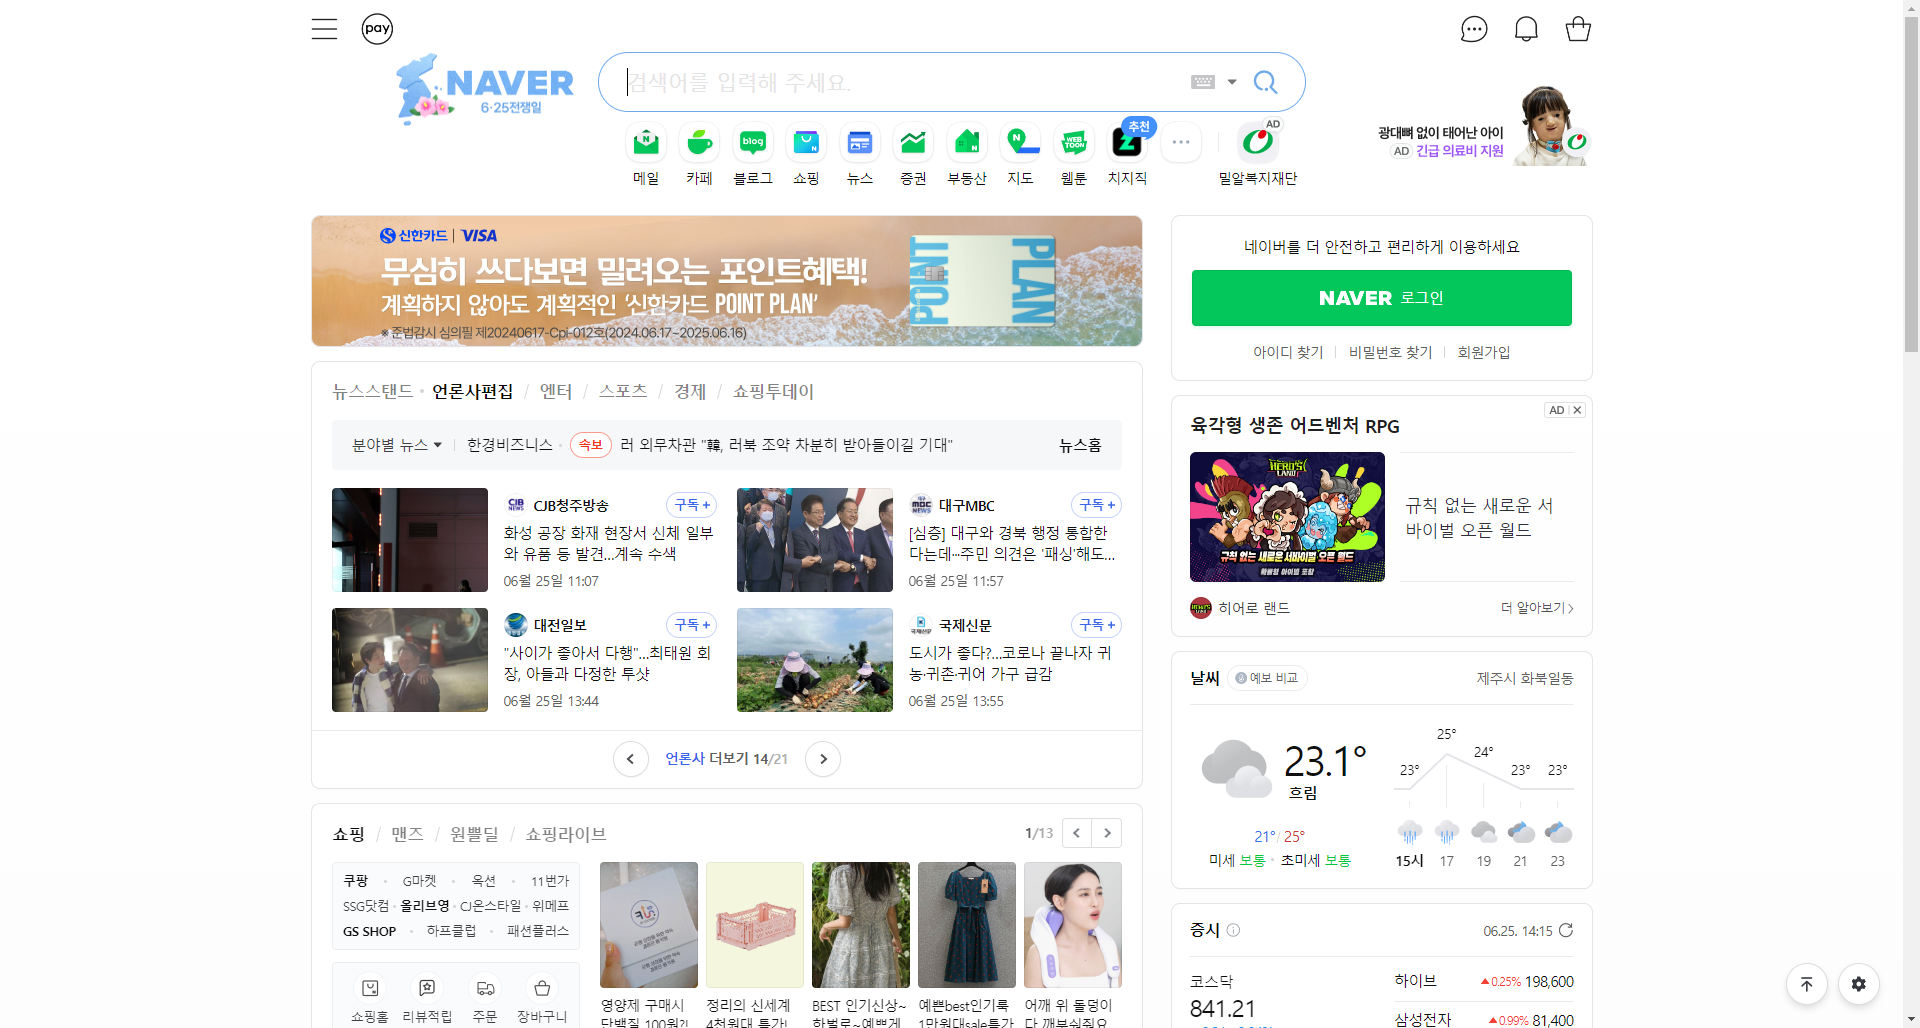 pay
NAVER
6·25전쟁일
검색어를 입력해 주세요.
추천
AD
메일
카페
blog
블로그
쇼핑
뉴스
증권
부동산
지도
WEB TOON
웹툰
치지직
밀알복지재단
광대뼈 없이 태어난 아이
AD 긴급 의료비 지원
신한카드 | VISA
무심히 쓰다보면 밀려오는 포인트혜택!
계획하지 않아도 계획적인 '신한카드 POINT PLAN'
※ 준법감시 심의필 제20240617-Cpi-012호(2024.06.17~2025.06.16)
POINT PLAN
네이버를 더 안전하고 편리하게 이용하세요
NAVER 로그인
아이디 찾기 비밀번호 찾기 회원가입
뉴스스탠드 · 언론사편집 / 엔터 / 스포츠 / 경제 / 쇼핑투데이
분야별 뉴스 한경비즈니스 · 속보 러 외무차관 "韓, 러북 조약 차분히 받아들이길 기대" 뉴스홈
CJB청주방송 구독 +
화성 공장 화재 현장서 신체 일부
와 유품 등 발견…계속 수색
06월 25일 11:07
대구MBC 구독 +
[심층] 대구와 경북 행정 통합한
다는데···주민 의견은 '패싱'해도...
06월 25일 11:57
대전일보 구독 +
"사이가 좋아서 다행"…최태원 회
장, 아들과 다정한 투샷
06월 25일 13:44
국제신문 구독 +
도시가 좋다?…코로나 끝나자 귀
농·귀촌·귀어 가구 급감
06월 25일 13:55
언론사 더보기 14/21
AD
육각형 생존 어드벤처 RPG
HERO'S LAND
규칙 없는 새로운 서바이벌 오픈 월드
확률형 아이템 포함
규칙 없는 새로운 서
바이벌 오픈 월드
히어로 랜드 더 알아보기
날씨 예보 비교 제주시 화북일동
23.1°
흐림
21° / 25°
미세 보통 · 초미세 보통
23° 25° 24° 23° 23°
15시 17 19 21 23
쇼핑 / 맨즈 / 원쁠딜 / 쇼핑라이브 1/13
쿠팡 · G마켓 · 옥션 · 11번가
SSG닷컴 · 올리브영 · CJ온스타일 · 위메프
GS SHOP · 하프클럽 · 패션플러스
쇼핑홈 리뷰적립 주문 장바구니
영양제 구매시
단백질 100원?!
정리의 신세계
4천원대 특가!
BEST 인기신상~
한벌로~예쁘게
예쁜best인기룩
1만원대sale특가
어깨 위 돌덩이
다 깨부숴줘요
증시 06.25. 14:15
코스닥
841.21
하이브 ▲0.25% 198,600
삼성전자 ▲0.99% 81,400